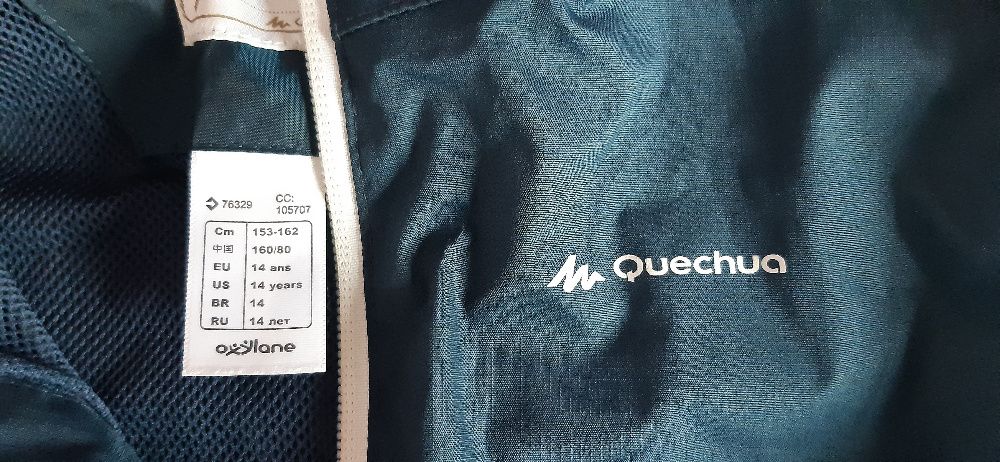 76329 CC:
105707
Cm 153-162
中国 160/80
EU 14 ans
US 14 years
BR 14
RU 14 лет
oxylane
Quechua